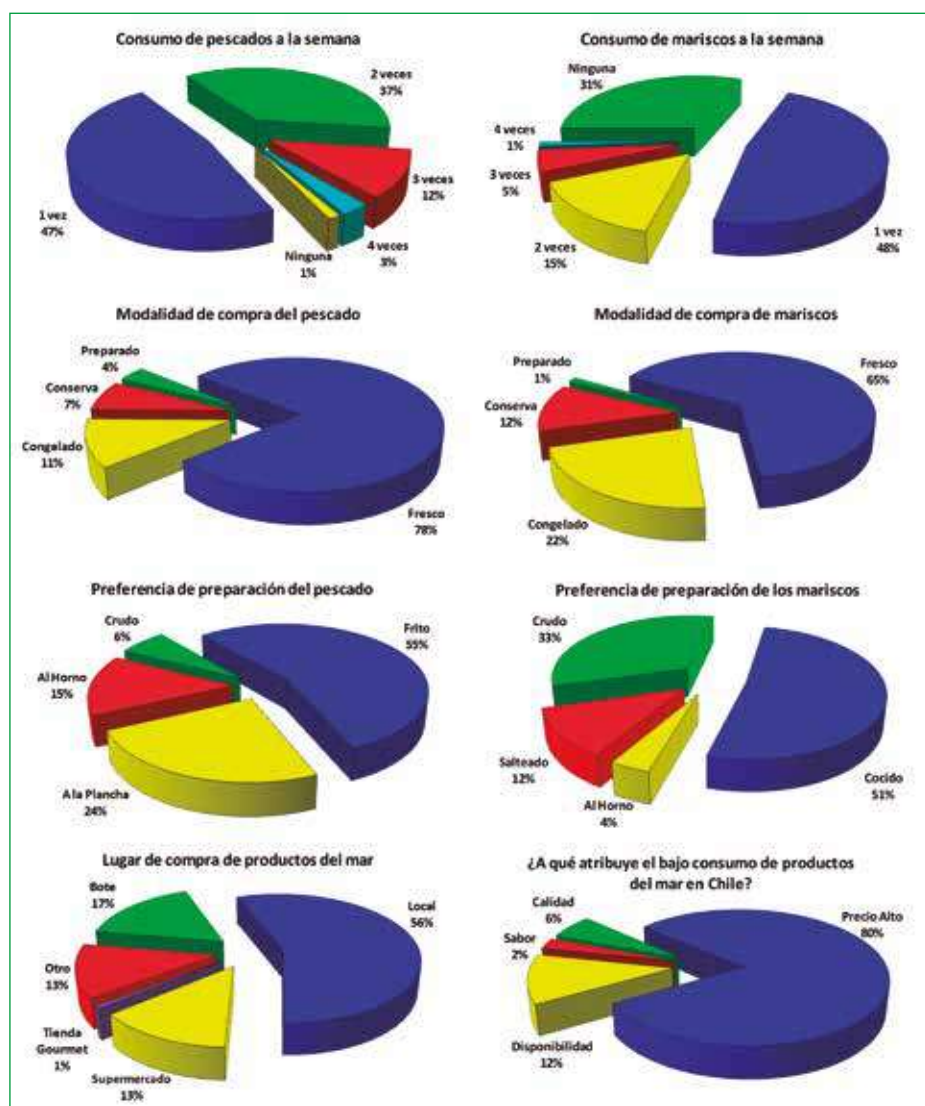 Consumo de pescados a la semana
2 veces
37%
3 veces
12%
4 veces
3%
Ninguna
1%
1 vez
47%
Consumo de mariscos a la semana
Ninguna
31%
4 veces
1%
3 veces
5%
2 veces
15%
1 vez
48%
Modalidad de compra del pescado
Preparado
4%
Conserva
7%
Congelado
11%
Fresco
78%
Modalidad de compra de mariscos
Preparado
1%
Conserva
12%
Congelado
22%
Fresco
65%
Preferencia de preparación del pescado
Crudo
6%
Al Horno
15%
A la Plancha
24%
Frito
55%
Preferencia de preparación de los mariscos
Crudo
33%
Salteado
12%
Al Horno
4%
Cocido
51%
Lugar de compra de productos del mar
Bote
17%
Otro
13%
Tienda
Gourmet
1%
Supermercado
13%
Local
56%
¿A qué atribuye el bajo consumo de productos
del mar en Chile?
Calidad
6%
Sabor
2%
Disponibilidad
12%
Precio Alto
80%